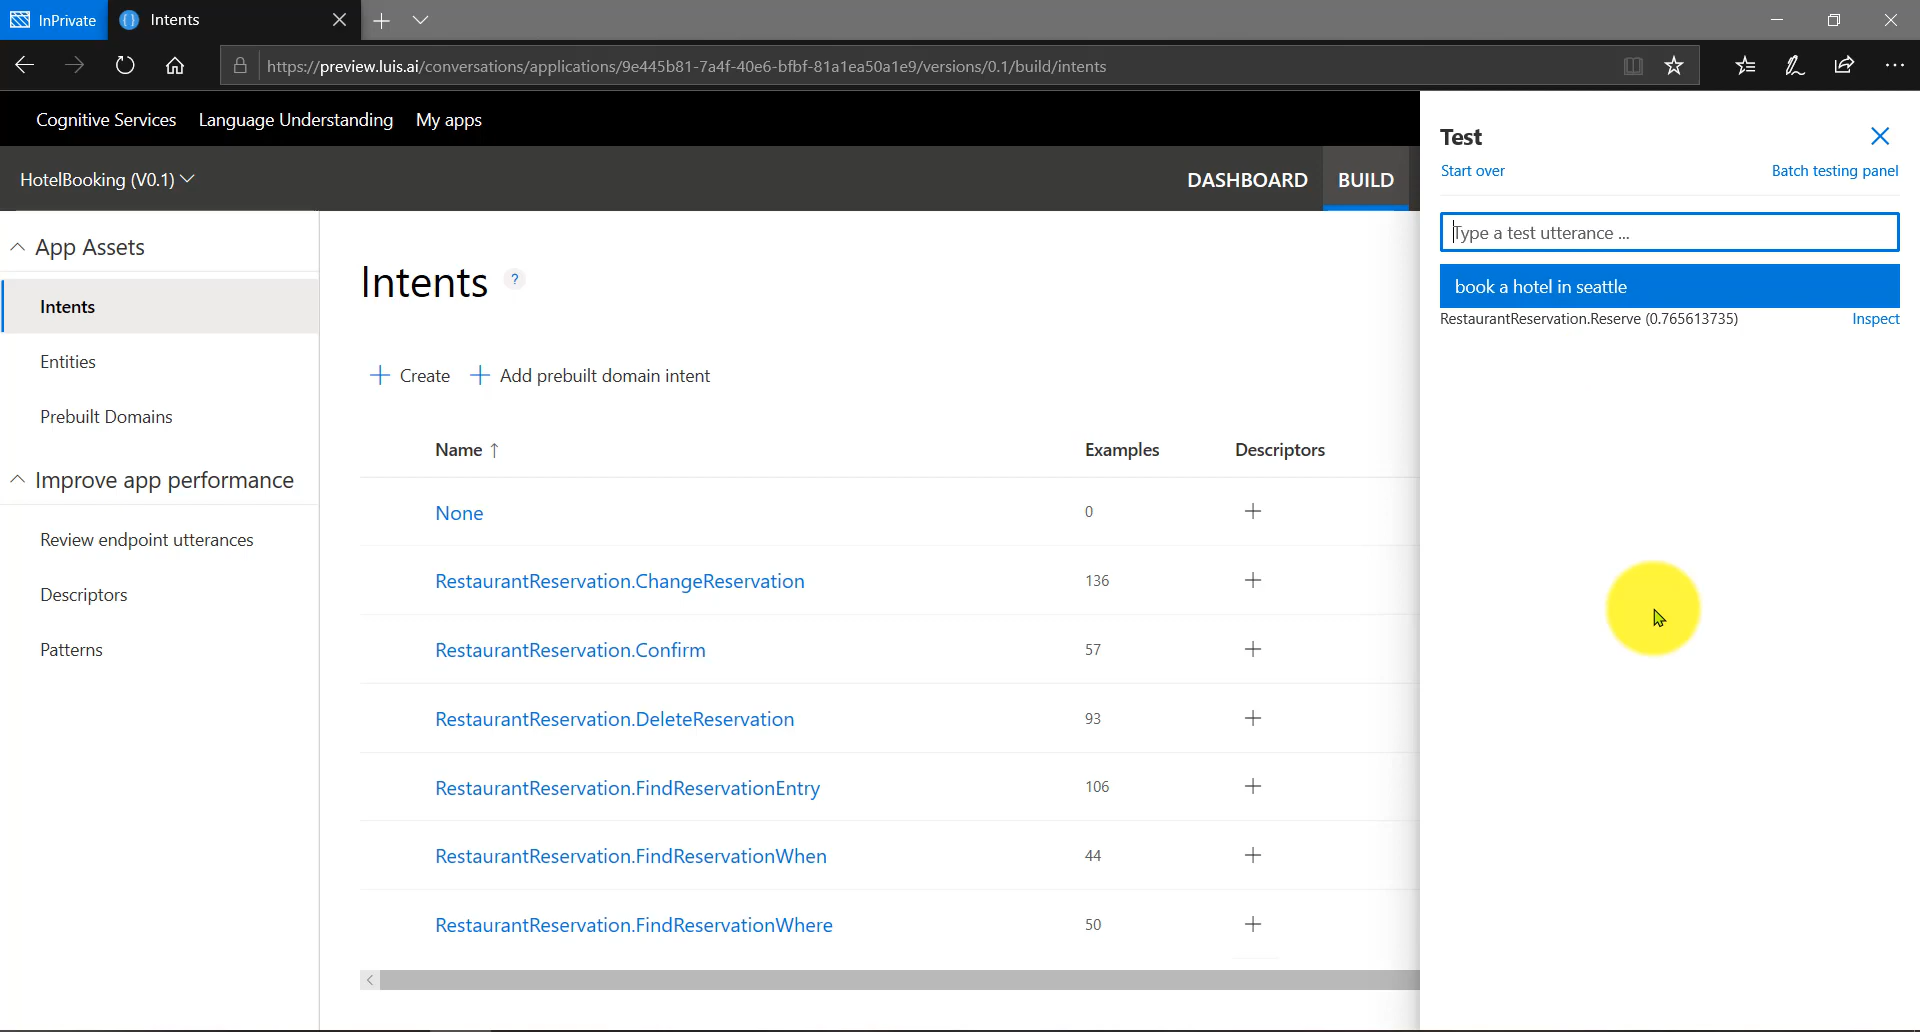 InPrivate
Intents
https://preview.luis.ai/conversations/applications/9e445b81-7a4f-40e6-bfbf-81a1ea50a1e9/versions/0.1/build/intents
Cognitive Services Language Understanding My apps
HotelBooking (V0.1)
DASHBOARD BUILD
App Assets
Intents
Entities
Prebuilt Domains
Improve app performance
Review endpoint utterances
Descriptors
Patterns
Intents ?
Create Add prebuilt domain intent
Name ↑ Examples Descriptors
None 0 +
RestaurantReservation.ChangeReservation 136 +
RestaurantReservation.Confirm 57 +
RestaurantReservation.DeleteReservation 93 +
RestaurantReservation.FindReservationEntry 106 +
RestaurantReservation.FindReservationWhen 44 +
RestaurantReservation.FindReservationWhere 50 +
Test
Start over Batch testing panel
Type a test utterance ...
book a hotel in seattle
RestaurantReservation.Reserve (0.765613735) Inspect